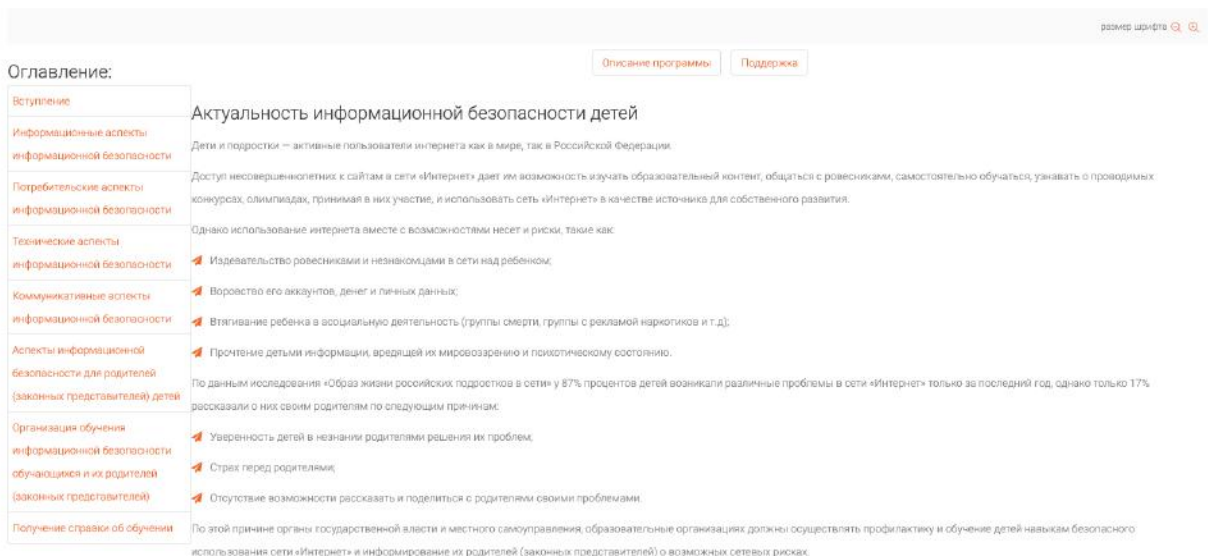 размер шрифта
Описание программы
Поддержка
Оглавление:
Вступление
Информационные аспекты
информационной безопасности
Потребительские аспекты
информационной безопасности
Технические аспекты
информационной безопасности
Коммуникативные аспекты
информационной безопасности
Аспекты информационной
безопасности для родителей
(законных представителей) детей
Организация обучения
информационной безопасности
обучающихся и их родителей
(законных представителей)
Получение справки об обучении
Актуальность информационной безопасности детей
Дети и подростки — активные пользователи интернета как в мире, так в Российской Федерации.
Доступ несовершеннолетних к сайтам в сети «Интернет» дает им возможность изучать образовательный контент, общаться с ровесниками, самостоятельно обучаться, узнавать о проводимых
конкурсах, олимпиадах, принимая в них участие, и использовать сеть «Интернет» в качестве источника для собственного развития.
Однако использование интернета вместе с возможностями несет и риски, такие как:
Издевательство ровесниками и незнакомцами в сети над ребенком;
Воровство его аккаунтов, денег и личных данных;
Втягивание ребенка в асоциальную деятельность (группы смерти, группы с рекламой наркотиков и т.д);
Прочтение детьми информации, вредящей их мировоззрению и психотическому состоянию.
По данным исследования «Образ жизни российских подростков в сети» у 87% процентов детей возникали различные проблемы в сети «Интернет» только за последний год, однако только 17%
рассказали о них своим родителям по следующим причинам:
Уверенность детей в незнании родителями решения их проблем;
Страх перед родителями;
Отсутствие возможности рассказать и поделиться с родителями своими проблемами.
По этой причине органы государственной власти и местного самоуправления, образовательные организациях должны осуществлять профилактику и обучение детей навыкам безопасного
использования сети «Интернет» и информирование их родителей (законных представителей) о возможных сетевых рисках.